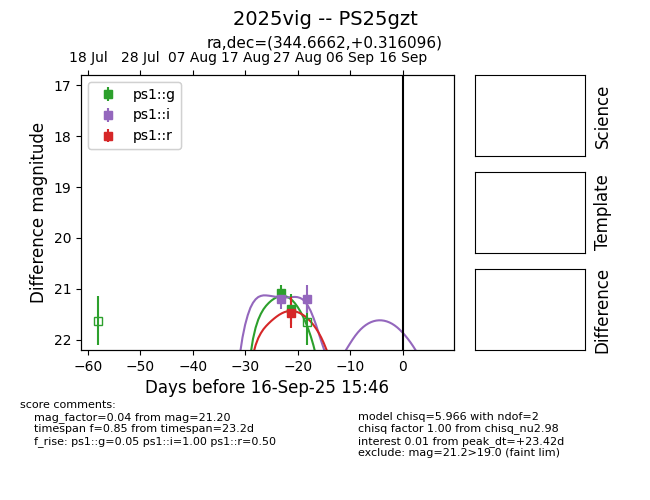 2025vig -- PS25gzt
ra,dec=(344.6662,+0.316096)
18 Jul 28 Jul 07 Aug 17 Aug 27 Aug 06 Sep 16 Sep
ps1::g
ps1::i
ps1::r
17
18
19
20
21
22
Difference magnitude
−60 −50 −40 −30 −20 −10 0
Days before 16-Sep-25 15:46
Science
Template
Difference
score comments:
mag_factor=0.04 from mag=21.20
timespan f=0.85 from timespan=23.2d
f_rise: ps1::g=0.05 ps1::i=1.00 ps1::r=0.50
model chisq=5.966 with ndof=2
chisq factor 1.00 from chisq_nu2.98
interest 0.01 from peak_dt=+23.42d
exclude: mag=21.2>19.0 (faint lim)